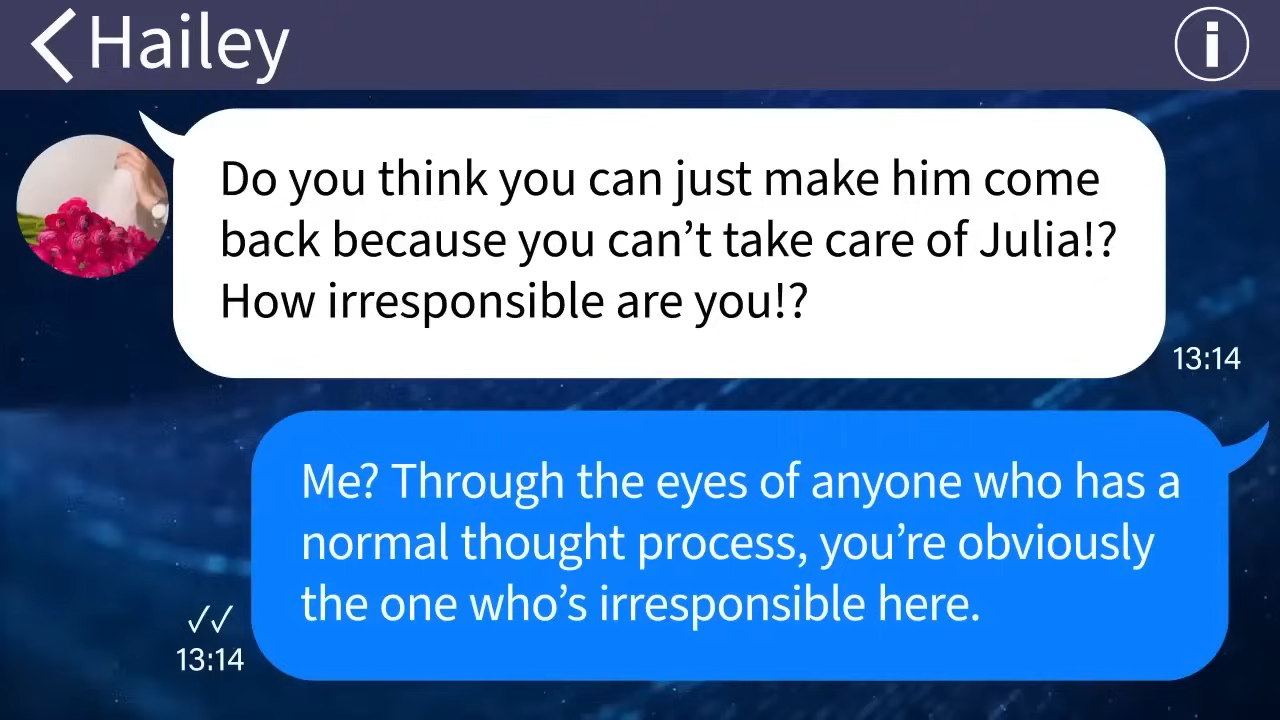 Hailey
Do you think you can just make him come
back because you can’t take care of Julia!?
How irresponsible are you!?
13:14
Me? Through the eyes of anyone who has a
normal thought process, you’re obviously
the one who’s irresponsible here.
13:14